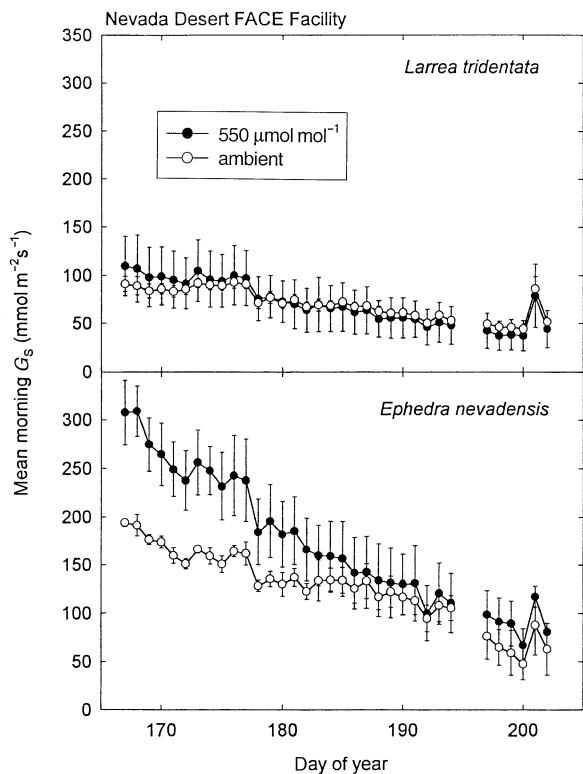 Nevada Desert FACE Facility
350
Larrea tridentata
300
550 μmol mol⁻¹
ambient
250
200
150
100
50
0
Mean morning Gs (mmol m⁻² s⁻¹)
Ephedra nevadensis
300
250
200
150
100
50
0
170 180 190 200
Day of year